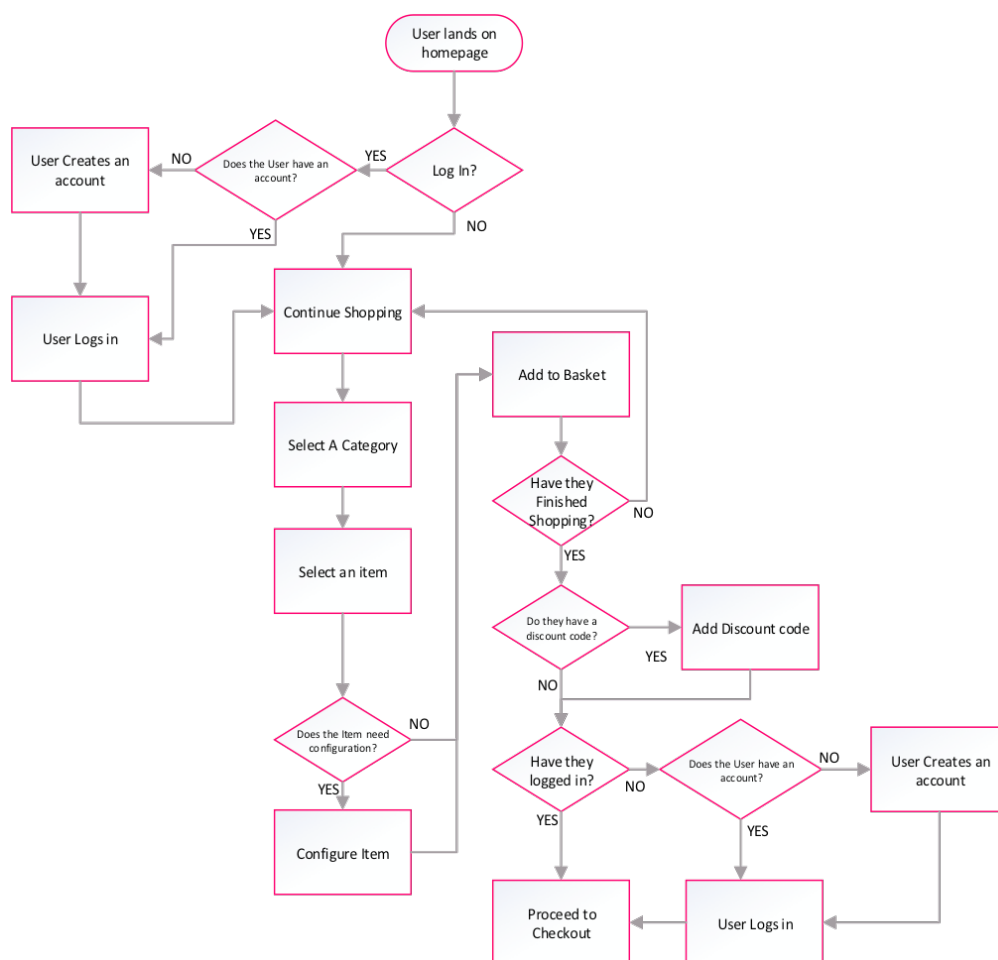 User lands on
homepage
Log In?
YES
Does the User have an
account?
NO
User Creates an
account
YES
NO
User Logs in
Continue Shopping
Add to Basket
Select A Category
Have they
Finished
Shopping?
NO
YES
Select an item
Do they have a
discount code?
YES
Add Discount code
NO
Does the Item need
configuration?
NO
YES
Configure Item
Have they
logged in?
NO
Does the User have an
account?
NO
User Creates an
account
YES
YES
Proceed to
Checkout
User Logs in